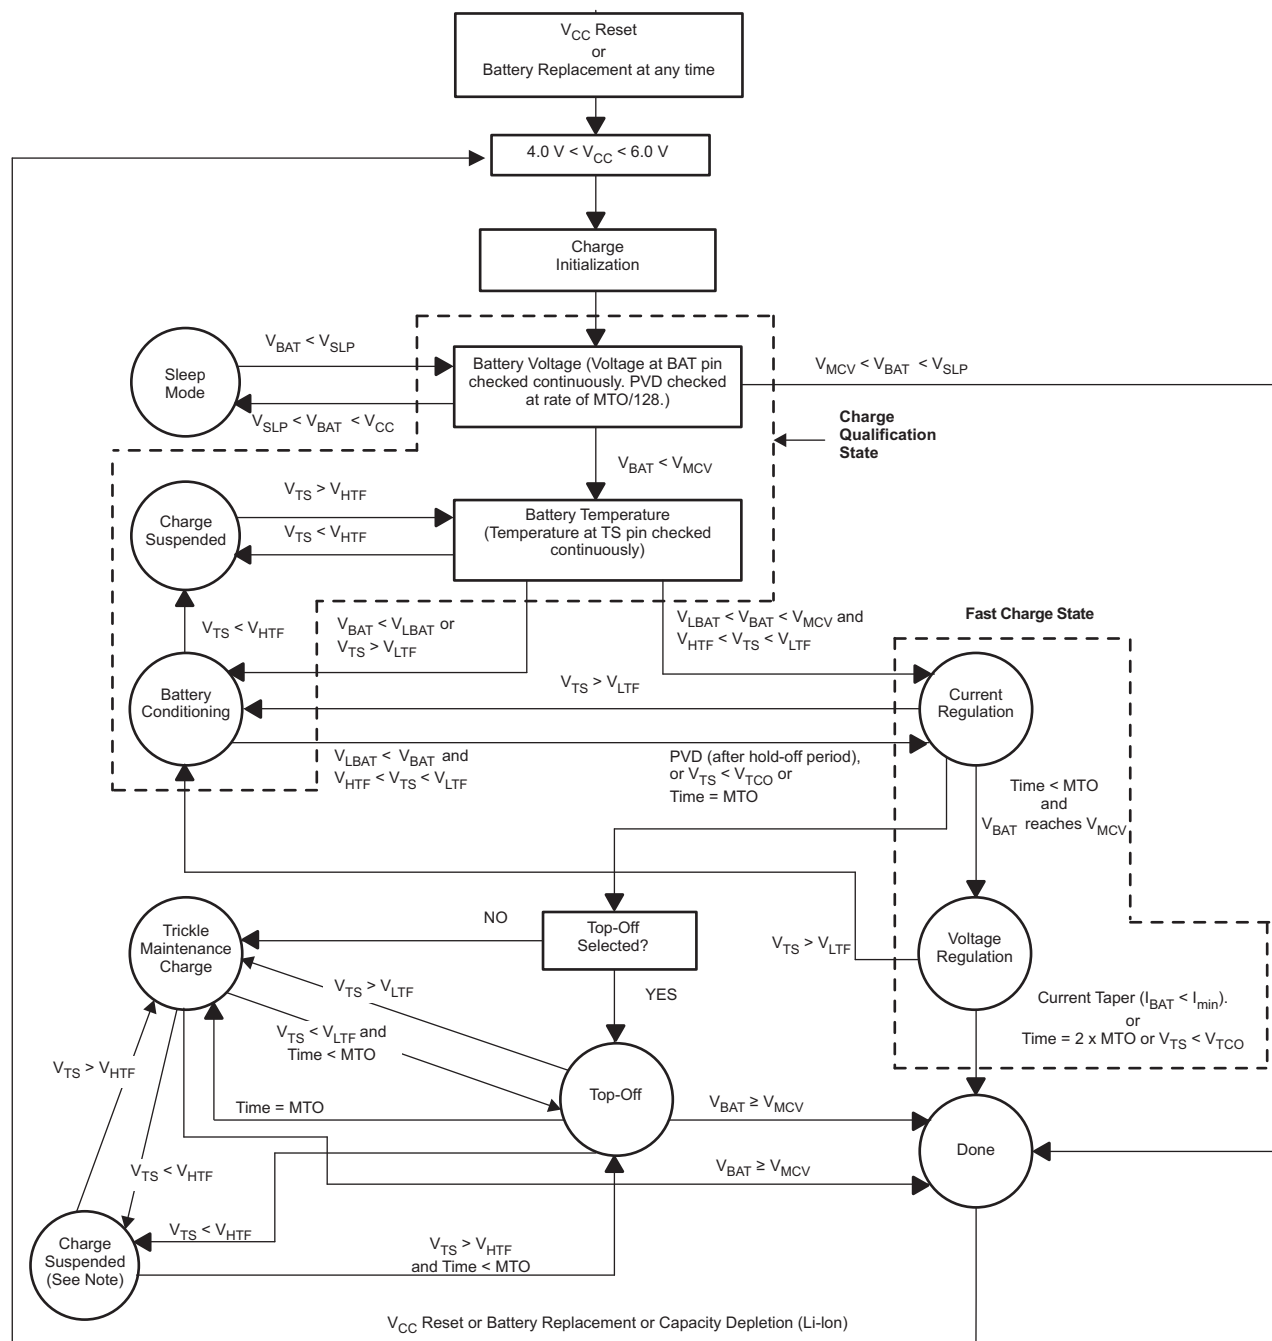 V_CC Reset
or
Battery Replacement at any time
4.0 V < V_CC < 6.0 V
Charge
Initialization
V_BAT < V_SLP
Sleep
Mode
V_SLP < V_BAT < V_CC
Battery Voltage (Voltage at BAT pin
checked continuously. PVD checked
at rate of MTO/128.)
V_MCV < V_BAT < V_SLP
Charge
Qualification
State
V_BAT < V_MCV
V_TS > V_HTF
Charge
Suspended
V_TS < V_HTF
Battery Temperature
(Temperature at TS pin checked
continuously)
V_TS < V_HTF
V_BAT < V_LBAT or
V_TS > V_LTF
V_LBAT < V_BAT < V_MCV and
V_HTF < V_TS < V_LTF
Fast Charge State
Battery
Conditioning
V_TS > V_LTF
Current
Regulation
V_LBAT < V_BAT and
V_HTF < V_TS < V_LTF
PVD (after hold-off period),
or V_TS < V_TCO or
Time = MTO
Time < MTO
and
V_BAT reaches V_MCV
Trickle
Maintenance
Charge
NO
Top-Off
Selected?
YES
V_TS > V_LTF
Voltage
Regulation
V_TS > V_LTF
V_TS < V_LTF and
Time < MTO
Current Taper (I_BAT < I_min).
or
Time = 2 x MTO or V_TS < V_TCO
V_TS > V_HTF
Time = MTO
Top-Off
V_BAT ≥ V_MCV
V_TS < V_HTF
V_BAT ≥ V_MCV
Done
Charge
Suspended
(See Note)
V_TS < V_HTF
V_TS > V_HTF
and Time < MTO
V_CC Reset or Battery Replacement or Capacity Depletion (Li-Ion)